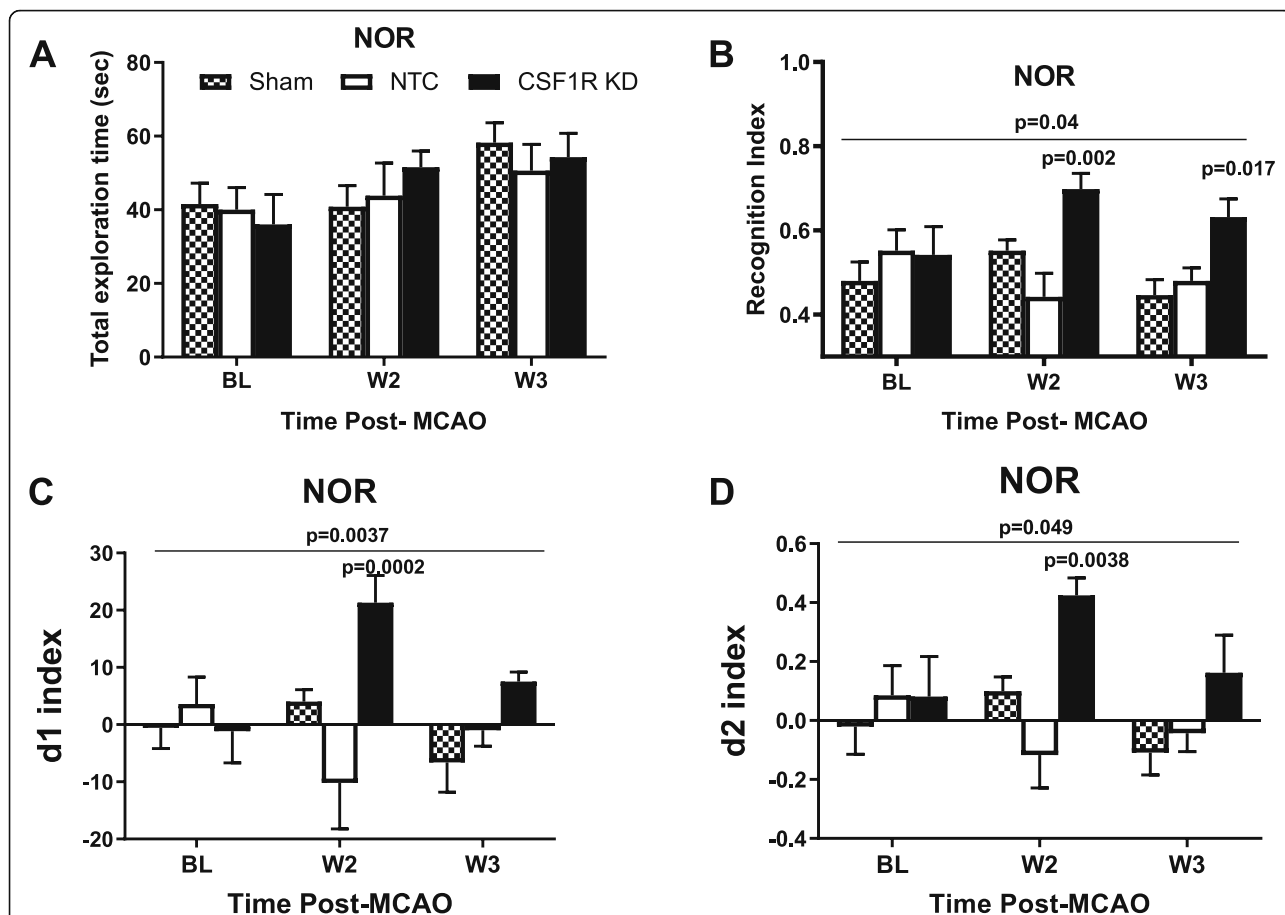 A
NOR
Total exploration time (sec)
80
60
40
20
0
Sham NTC CSF1R KD
BL W2 W3
Time Post- MCAO
B
NOR
Recognition Index
1.0
0.8
0.6
0.4
p=0.04
p=0.002
p=0.017
BL W2 W3
Time Post- MCAO
C
NOR
d1 index
30
20
10
0
-10
-20
p=0.0037
p=0.0002
BL W2 W3
Time Post-MCAO
D
NOR
d2 index
0.6
0.4
0.2
0.0
-0.2
-0.4
p=0.049
p=0.0038
BL W2 W3
Time Post-MCAO